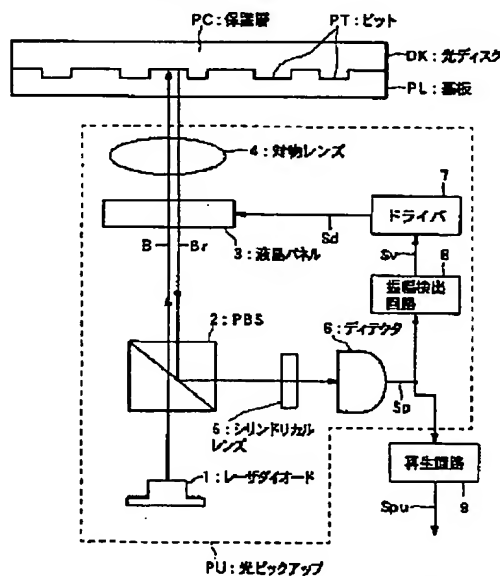 PC:保護層
PT:ピット
DK:光ディスク
PL:基板
4:対物レンズ
7
ドライバ
Sd
B
Br
3:液晶パネル
Sv
8
振幅検出
回路
2:PBS
6:ディテクタ
Sp
5:シリンドリカル
レンズ
1:レーザダイオード
再生回路
9
Spu
PU:光ピックアップ